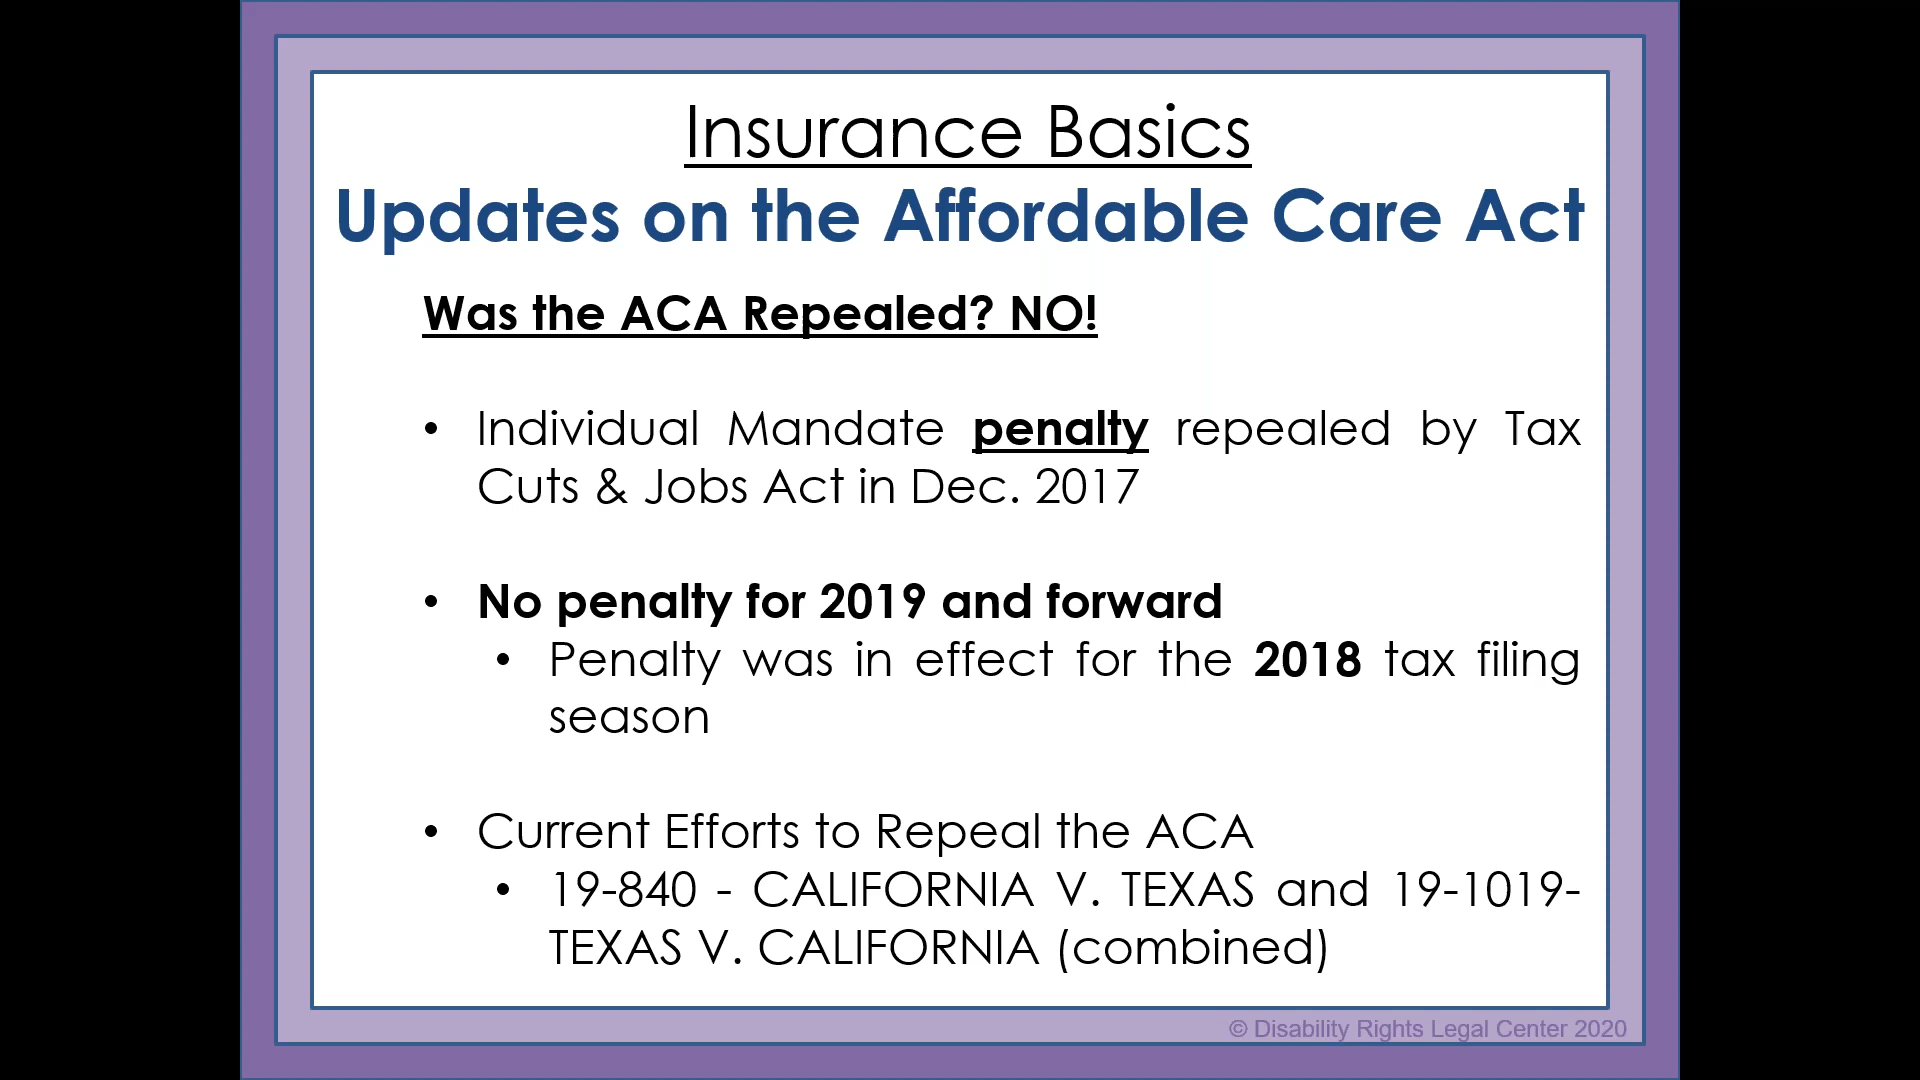 Insurance Basics
Updates on the Affordable Care Act
Was the ACA Repealed? NO!
• Individual Mandate penalty repealed by Tax
Cuts & Jobs Act in Dec. 2017
• No penalty for 2019 and forward
• Penalty was in effect for the 2018 tax filing
season
• Current Efforts to Repeal the ACA
• 19-840 - CALIFORNIA V. TEXAS and 19-1019-
TEXAS V. CALIFORNIA (combined)
© Disability Rights Legal Center 2020